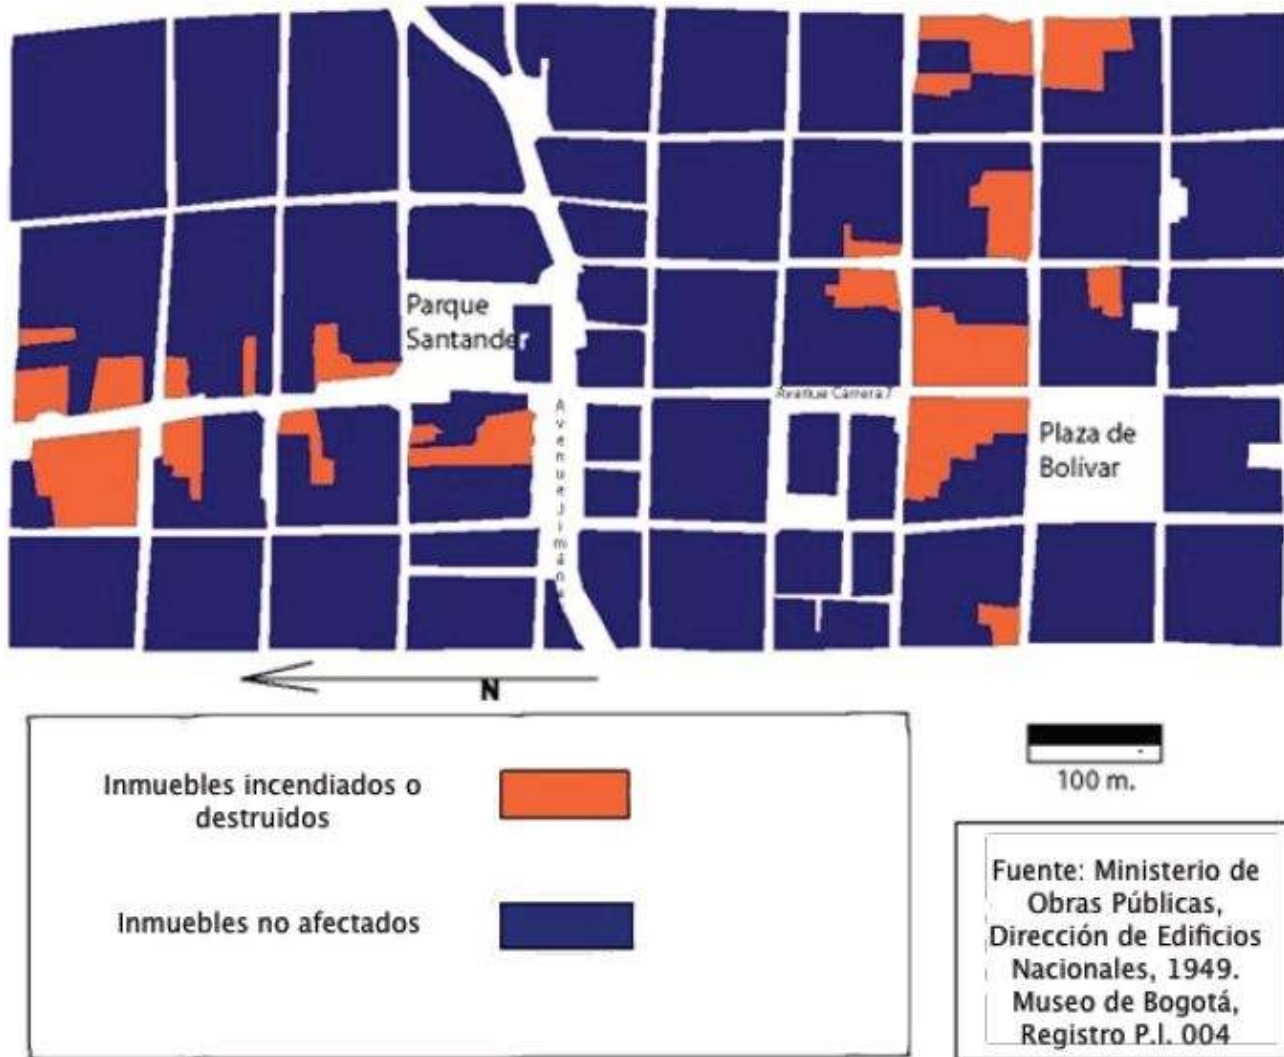 Parque
Santander
Avenue Carrera 7
Avenue Jiménez
Plaza de
Bolívar
N
Inmuebles incendiados o
destruidos
Inmuebles no afectados
100 m.
Fuente: Ministerio de
Obras Públicas,
Dirección de Edificios
Nacionales, 1949.
Museo de Bogotá,
Registro P.I. 004